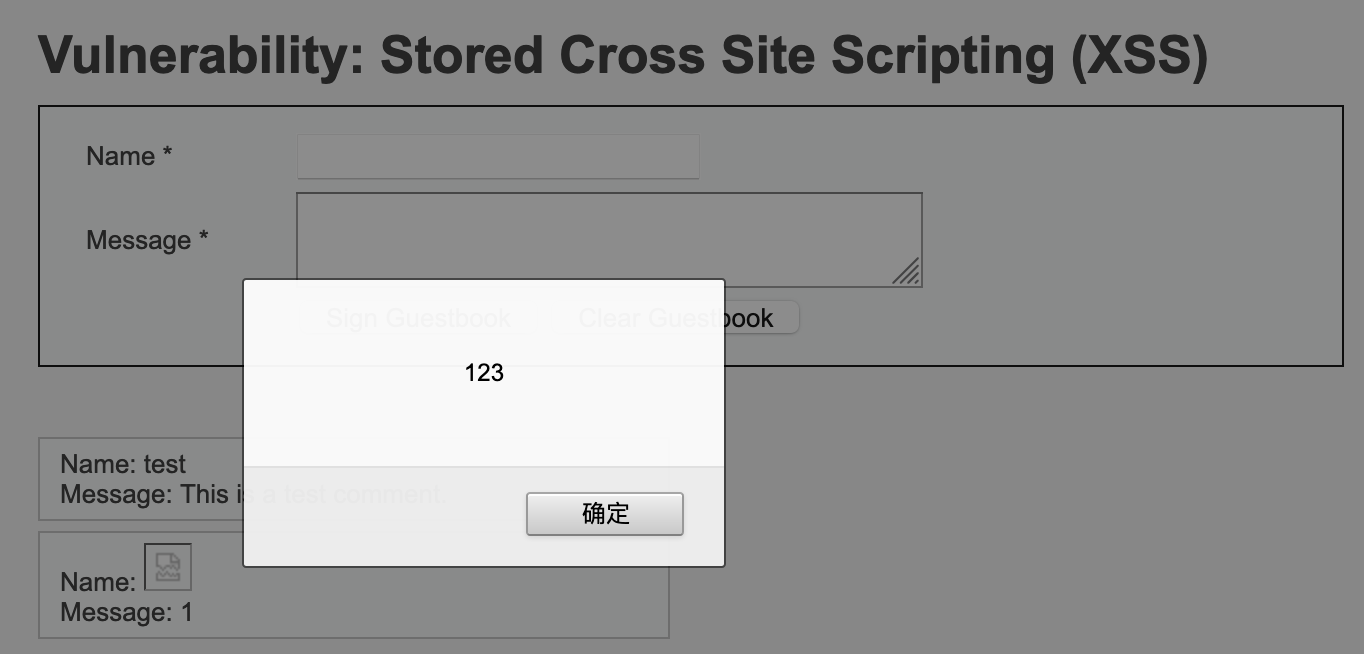 Vulnerability: Stored Cross Site Scripting (XSS)
Name *
Message *
Sign Guestbook Clear Guestbook
123
确定
Name: test
Message: This is a test comment.
Name:
Message: 1